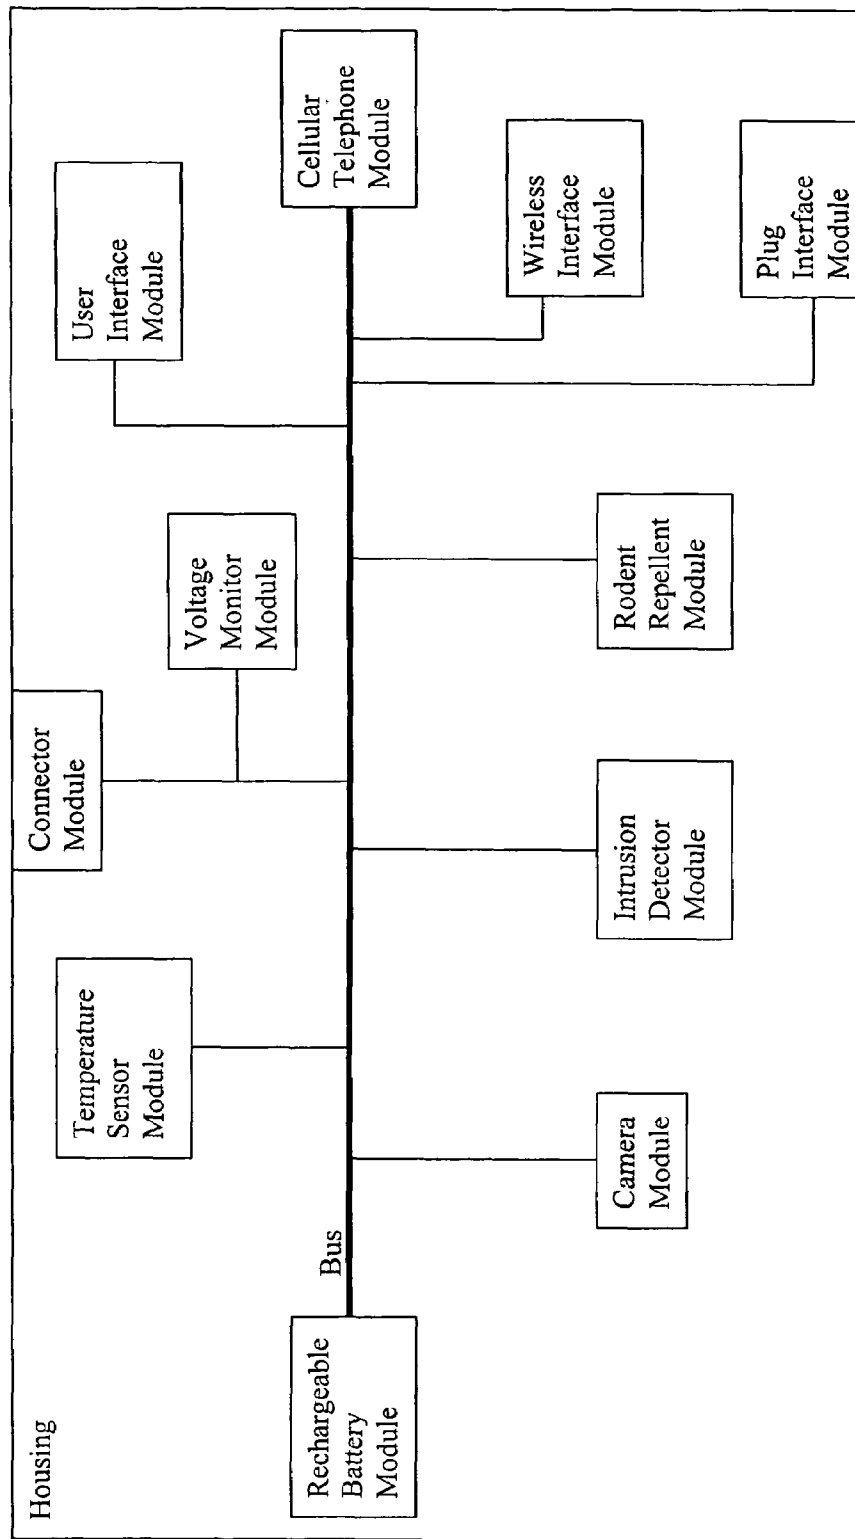 Housing
Rechargeable
Battery
Module
Bus
Temperature
Sensor
Module
Connector
Module
Voltage
Monitor
Module
User
Interface
Module
Cellular
Telephone
Module
Camera
Module
Intrusion
Detector
Module
Rodent
Repellent
Module
Wireless
Interface
Module
Plug
Interface
Module